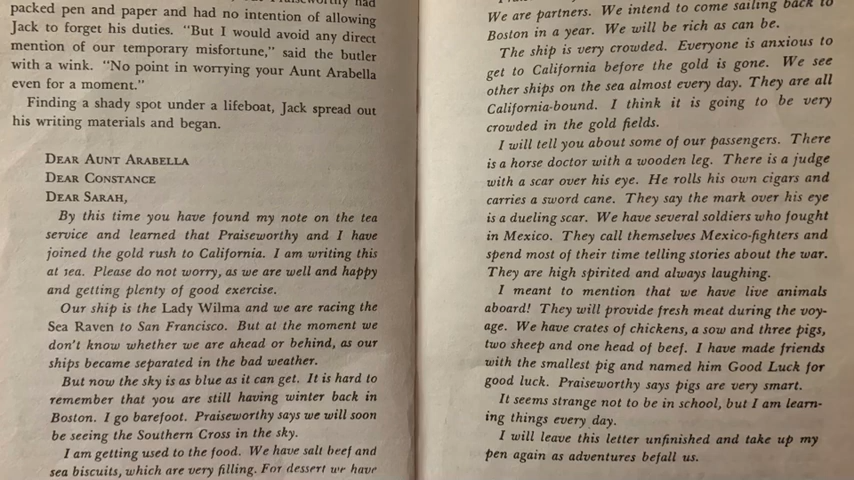 packed pen and paper and had no intention of allowing
Jack to forget his duties. "But I would avoid any direct
mention of our temporary misfortune," said the butler
with a wink. "No point in worrying your Aunt Arabella
even for a moment."
Finding a shady spot under a lifeboat, Jack spread out
his writing materials and began.
DEAR AUNT ARABELLA
DEAR CONSTANCE
DEAR SARAH,
By this time you have found my note on the tea
service and learned that Praiseworthy and I have
joined the gold rush to California. I am writing this
at sea. Please do not worry, as we are well and happy
and getting plenty of good exercise.
Our ship is the Lady Wilma and we are racing the
Sea Raven to San Francisco. But at the moment we
don't know whether we are ahead or behind, as our
ships became separated in the bad weather.
But now the sky is as blue as it can get. It is hard to
remember that you are still having winter back in
Boston. I go barefoot. Praiseworthy says we will soon
be seeing the Southern Cross in the sky.
I am getting used to the food. We have salt beef and
sea biscuits, which are very filling. For dessert we have
We are partners. We intend to come sailing back to
Boston in a year. We will be rich as can be.
The ship is very crowded. Everyone is anxious to
get to California before the gold is gone. We see
other ships on the sea almost every day. They are all
California-bound. I think it is going to be very
crowded in the gold fields.
I will tell you about some of our passengers. There
is a horse doctor with a wooden leg. There is a judge
with a scar over his eye. He rolls his own cigars and
carries a sword cane. They say the mark over his eye
is a dueling scar. We have several soldiers who fought
in Mexico. They call themselves Mexico-fighters and
spend most of their time telling stories about the war.
They are high spirited and always laughing.
I meant to mention that we have live animals
aboard! They will provide fresh meat during the voy-
age. We have crates of chickens, a sow and three pigs,
two sheep and one head of beef. I have made friends
with the smallest pig and named him Good Luck for
good luck. Praiseworthy says pigs are very smart.
It seems strange not to be in school, but I am learn-
ing things every day.
I will leave this letter unfinished and take up my
pen again as adventures befall us.